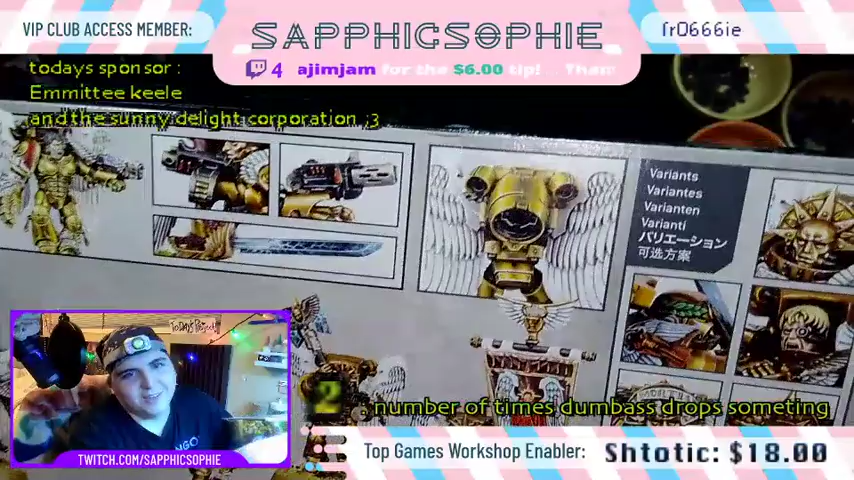 VIP CLUB ACCESS MEMBER:
SAPPHICSOPHIE
fr0666ie
4 ajimjam for the $6.00 tip!
todays sponsor :
Emmittee keele
and the sunny delight corporation ;3
Variants
Variantes
Varianten
Varianti
バリエーション
可选方案
TODAYS Project
2
number of times dumbass drops someting
TWITCH.COM/SAPPHICSOPHIE
Top Games Workshop Enabler:
Shtotic: $18.00